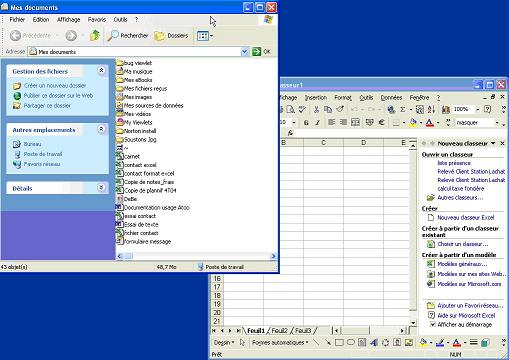 Mes documents
Fichier Edition Affichage Favoris Outils ?
Précédente Rechercher Dossiers
Adresse Mes documents OK
Gestion des fichiers
Créer un nouveau dossier
Publier ce dossier sur le Web
Partager ce dossier
Autres emplacements
Bureau
Poste de travail
Favoris réseau
Détails
bug viewlet
Ma musique
Mes eBooks
Mes fichiers reçus
Mes images
Mes sources de données
Mes vidéos
My Viewlets
Norton install
Soustons Jpg
~
carnet
contact excel
contact format excel
Copie de notes_frais
Copie de plannif 4T04
DeBe
Documentation usage Atoo
essai contact
Essai de texte
fichier contact
formulaire message
43 objet(s) 48,7 Mo Poste de travail
lasseur1
ffichage Insertion Format Outils Données Fenêtre ?
100%
10 G masquer
fx
B C D E
16
17
18
19
20
21
Feuil1 Feuil2 Feuil3
Nouveau classeur
Ouvrir un classeur
liste présence
Relevé Client Station Lachat
Relevé Client Station Lachat
calcul taxe foncière
Autres classeurs...
Créer
Nouveau classeur Excel
Créer à partir d'un classeur
existant
Choisir un classeur...
Créer à partir d'un modèle
Modèles généraux...
Modèles sur mes sites Web...
Modèles sur Microsoft.com
Ajouter un Favori réseau...
Aide sur Microsoft Excel
Afficher au démarrage
Dessin Formes automatiques
Prêt NUM